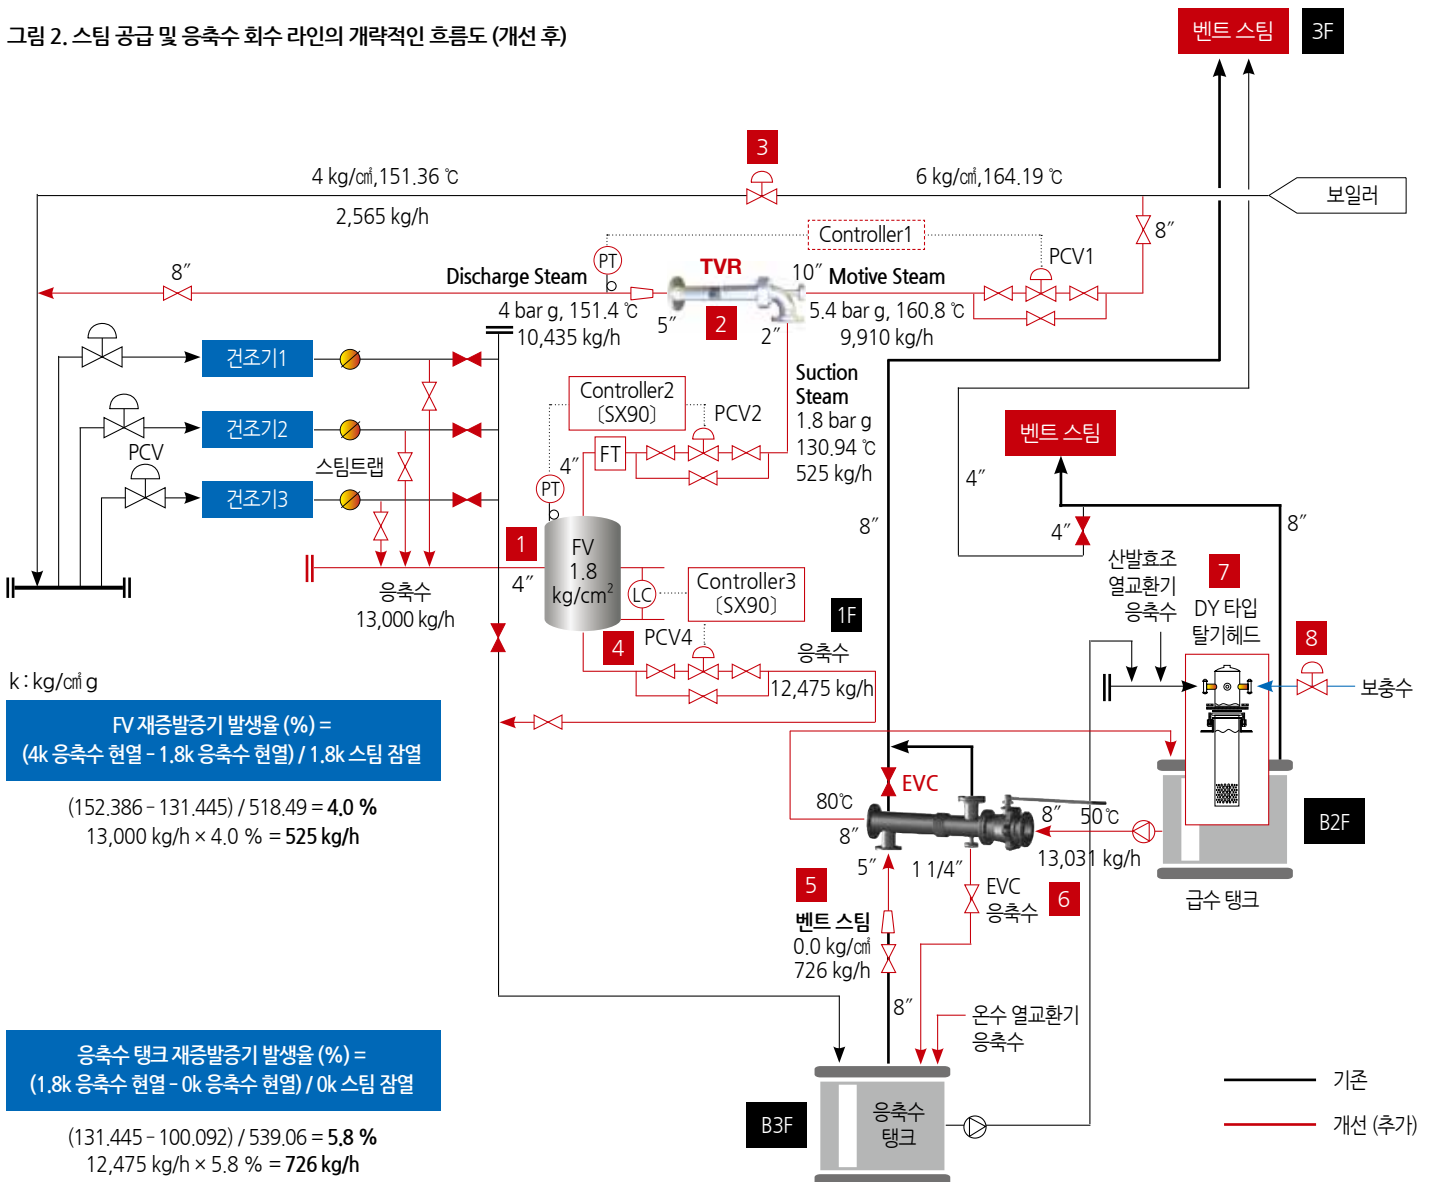 그림 2. 스팀 공급 및 응축수 회수 라인의 개략적인 흐름도 (개선 후)
벤트 스팀
3F
3
4 kg/㎠,151.36 ℃
6 kg/㎠,164.19 ℃
보일러
2,565 kg/h
8″
Controller1
PCV1
PT
TVR
10″
Motive Steam
8″
Discharge Steam
4 bar g, 151.4 ℃
10,435 kg/h
5″
2
2″
5.4 bar g, 160.8 ℃
9,910 kg/h
건조기1
건조기2
건조기3
PCV
스팀트랩
Controller2
〔SX90〕
PCV2
FT
4″
PT
Suction
Steam
1.8 bar g
130.94 ℃
525 kg/h
벤트 스팀
4″
8″
4″
8″
1
4″
FV
1.8
kg/cm²
LC
Controller3
〔SX90〕
1F
응축수
13,000 kg/h
4
PCV4
응축수
12,475 kg/h
산발효조
열교환기
응축수
7
DY 타입
탈기헤드
8
보충수
k : kg/㎠ g
FV 재증발증기 발생율 (%) =
(4k 응축수 현열 – 1.8k 응축수 현열) / 1.8k 스팀 잠열
(152.386 – 131.445) / 518.49 = 4.0 %
13,000 kg/h × 4.0 % = 525 kg/h
EVC
80℃
8″
8″
50℃
13,031 kg/h
B2F
급수 탱크
5″
1 1/4″
5
벤트 스팀
0.0 kg/㎠
726 kg/h
EVC
응축수
6
8″
온수 열교환기
응축수
응축수 탱크 재증발증기 발생율 (%) =
(1.8k 응축수 현열 – 0k 응축수 현열) / 0k 스팀 잠열
(131.445 – 100.092) / 539.06 = 5.8 %
12,475 kg/h × 5.8 % = 726 kg/h
B3F
응축수
탱크
기존
개선 (추가)